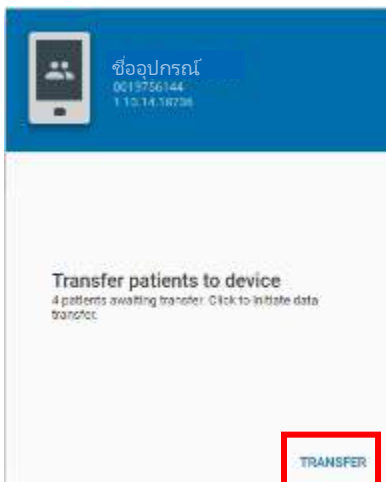 ชื่ออุปกรณ์
0019756144
1.10.14.18736
Transfer patients to device
4 patients awaiting transfer. Click to initiate data
transfer.
TRANSFER